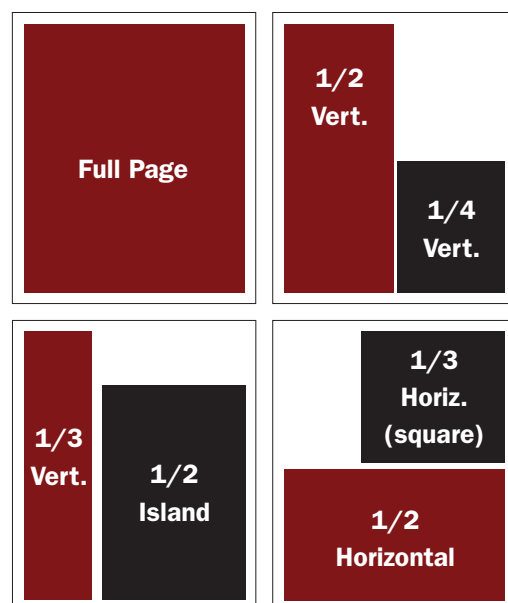 Full Page
1/2
Vert.
1/4
Vert.
1/3
Vert.
1/2
Island
1/3
Horiz.
(square)
1/2
Horizontal